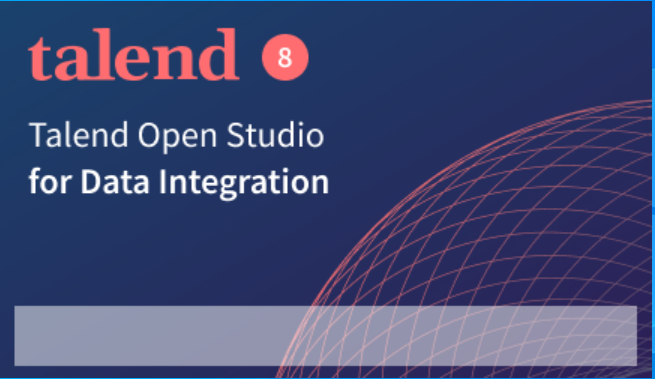 talend 8
Talend Open Studio
for Data Integration